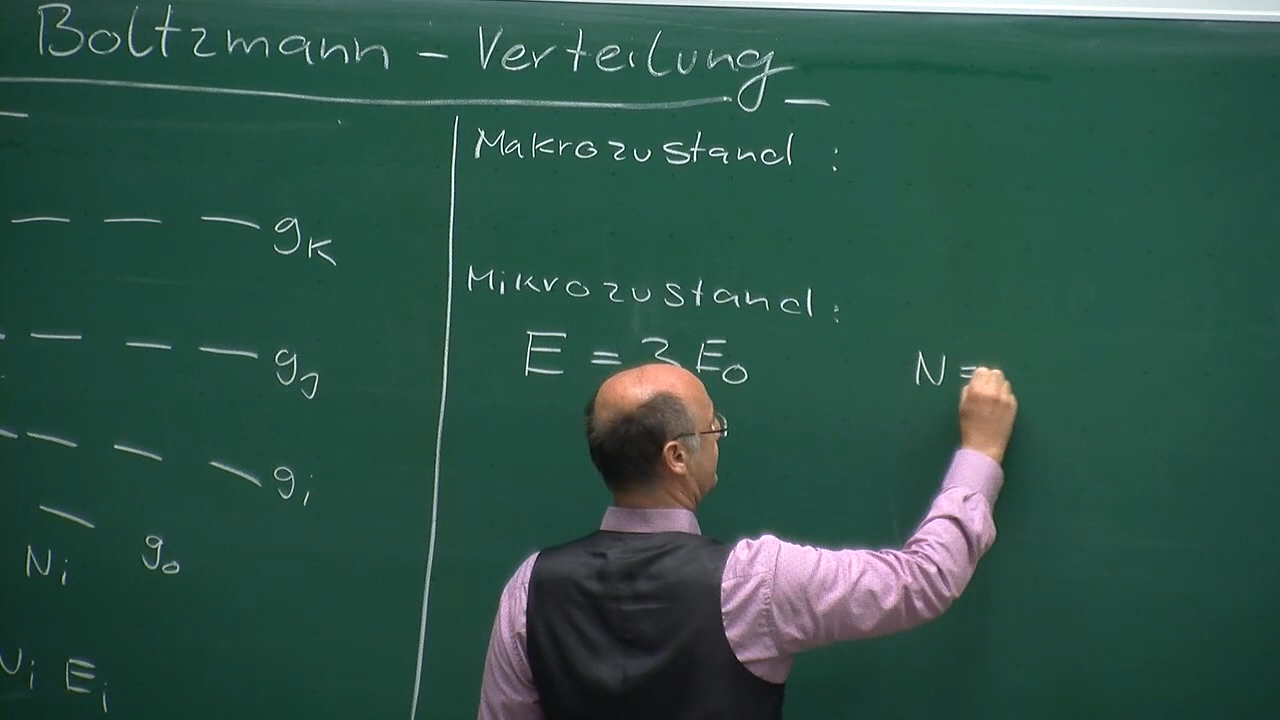 Boltzmann - Verteilung
Makrozustand :
g_K
Mikrozustand :
g_j
E = 3 E_0
N =
g_i
N_i g_0
N_i E_i